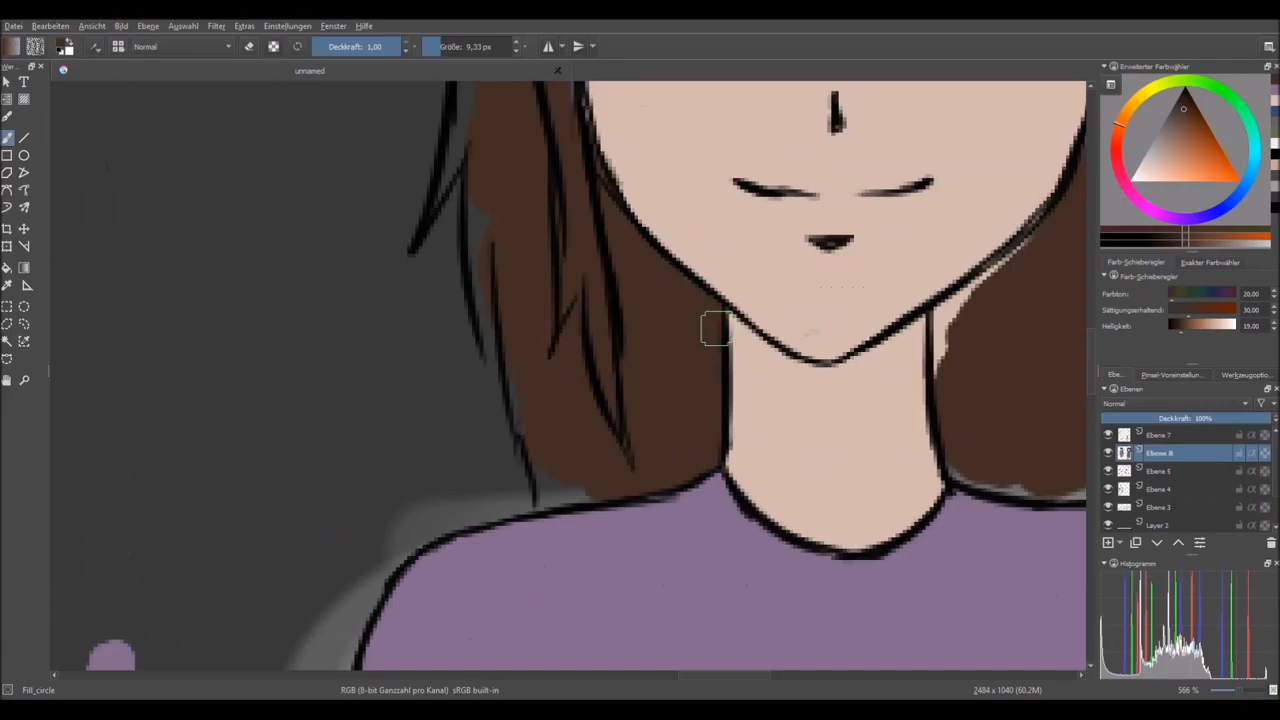 Datei Bearbeiten Ansicht Bild Ebene Auswahl Filter Extras Einstellungen Fenster Hilfe
Normal Deckkraft: 1,00 Größe: 9,33 px
Wer...
unnamed
Erweiterter Farbwähler
Farb-Schieberegler Exakter Farbwähler
Farb-Schieberegler
Farbton: 20,00
Sättigungserhaltend: 30,00
Helligkeit: 19,00
Ebe... Pinsel-Voreinstellun... Werkzeugoptio...
Ebenen
Normal
Deckkraft: 100%
Ebene 7
Ebene 8
Ebene 5
Ebene 4
Ebene 3
Layer 2
Histogramm
Fill_circle RGB (8-bit Ganzzahl pro Kanal) sRGB built-in 2484 x 1040 (60.2M) 566 %